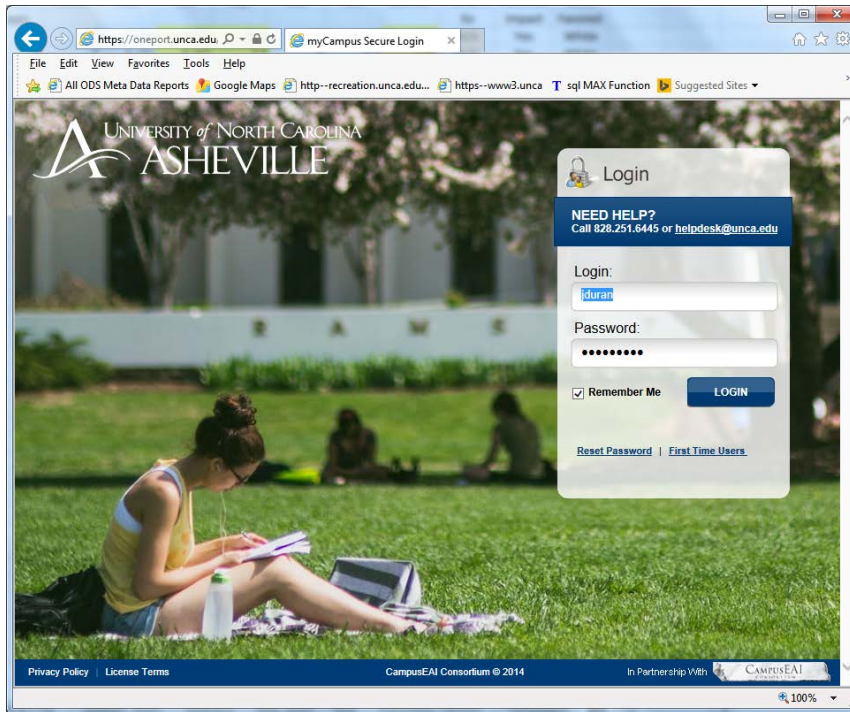 https://oneport.unca.edu
myCampus Secure Login
File Edit View Favorites Tools Help
All ODS Meta Data Reports Google Maps http--recreation.unca.edu... https--www3.unca T sql MAX Function Suggested Sites
UNIVERSITY of NORTH CAROLINA
ASHEVILLE
Login
NEED HELP?
Call 828.251.6445 or helpdesk@unca.edu
Login:
jduran
Password:
•••••••••
Remember Me LOGIN
Reset Password | First Time Users
R A M S
Privacy Policy | License Terms CampusEAI Consortium © 2014 In Partnership With CAMPUSEAI
CONSORTIUM
100%